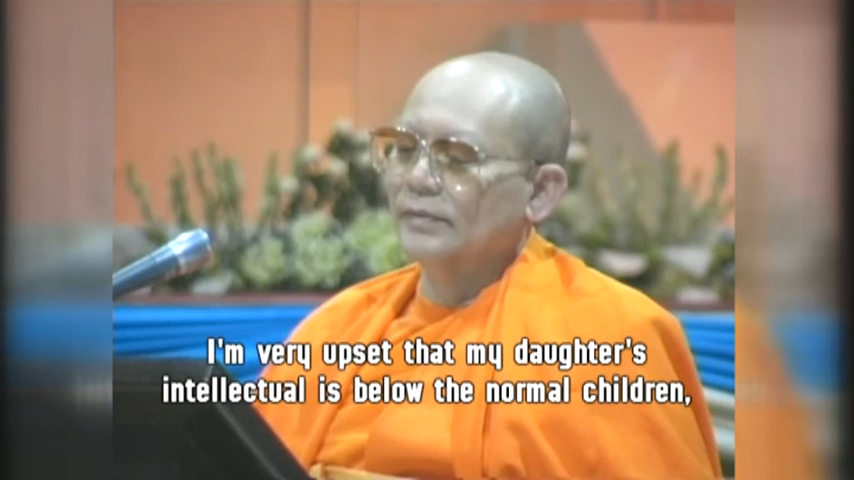 I'm very upset that my daughter's
intellectual is below the normal children,